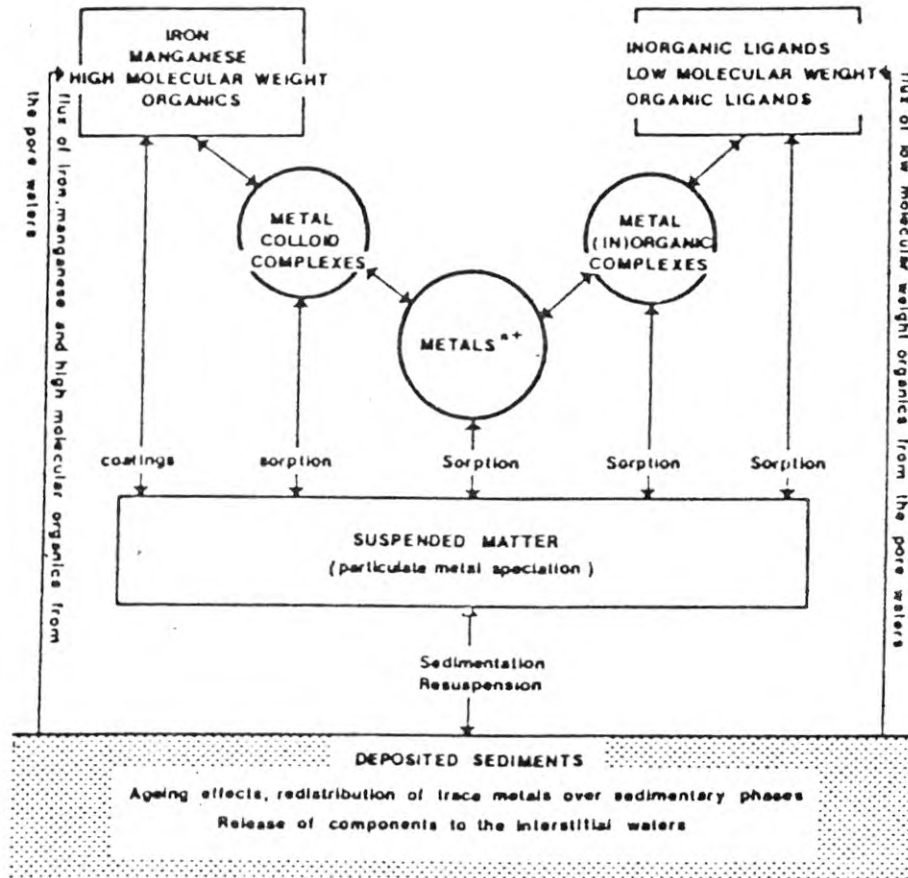 IRON
MANGANESE
HIGH MOLECULAR WEIGHT
ORGANICS
INORGANIC LIGANDS
LOW MOLECULAR WEIGHT
ORGANIC LIGANDS
flux of iron, manganese and high molecular organics from
the pore waters
flux of low molecular weight organics from the pore waters
METAL
COLLOID
COMPLEXES
METAL
(IN)ORGANIC
COMPLEXES
METALSⁿ⁺
coatings
sorption
Sorption
Sorption
Sorption
SUSPENDED MATTER
(particulate metal speciation)
Sedimentation
Resuspension
DEPOSITED SEDIMENTS
Ageing effects, redistribution of trace metals over sedimentary phases
Release of components to the interstitial waters